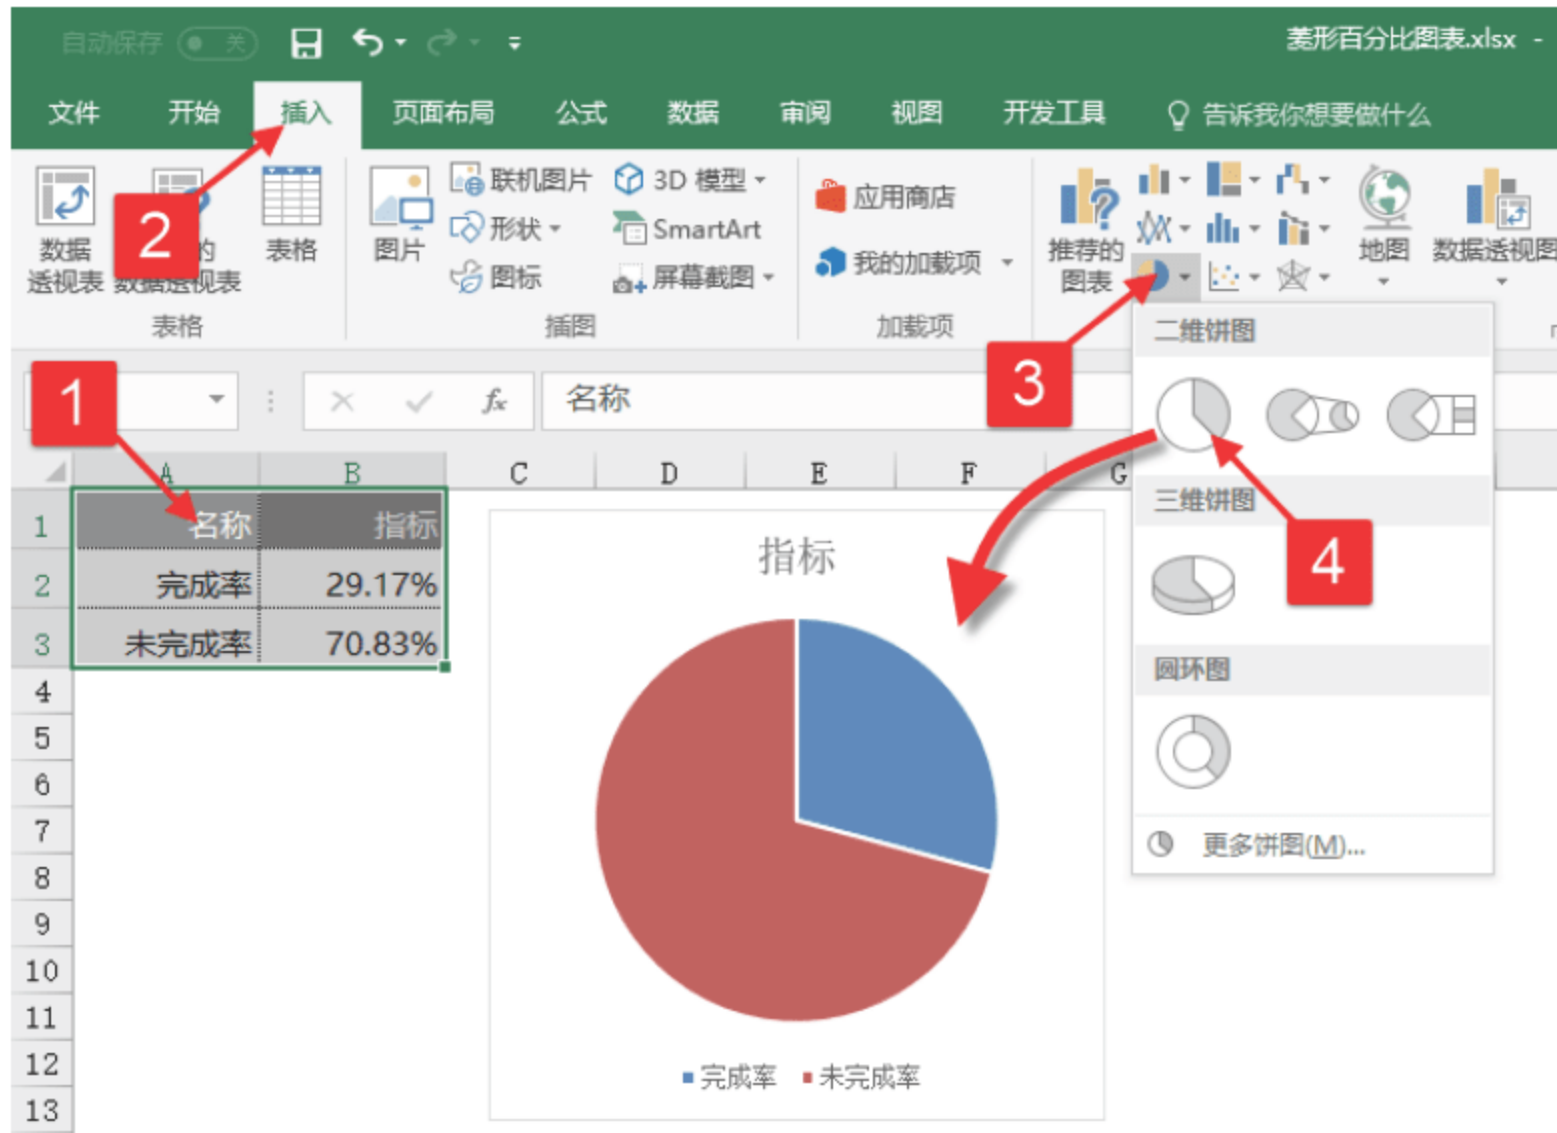 自动保存 关 菱形百分比图表.xlsx -
文件 开始 插入 页面布局 公式 数据 审阅 视图 开发工具 告诉我你想要做什么
数据
透视表
2
的
数据透视表
表格
表格
图片
联机图片
形状
图标
3D 模型
SmartArt
屏幕截图
插图
应用商店
我的加载项
加载项
推荐的
图表
地图
数据透视图
1
fx
名称
3
二维饼图
三维饼图
4
圆环图
更多饼图(M)...
A B C D E F G
1 名称 指标
2 完成率 29.17%
3 未完成率 70.83%
4
5
6
7
8
9
10
11
12
13
指标
完成率 未完成率